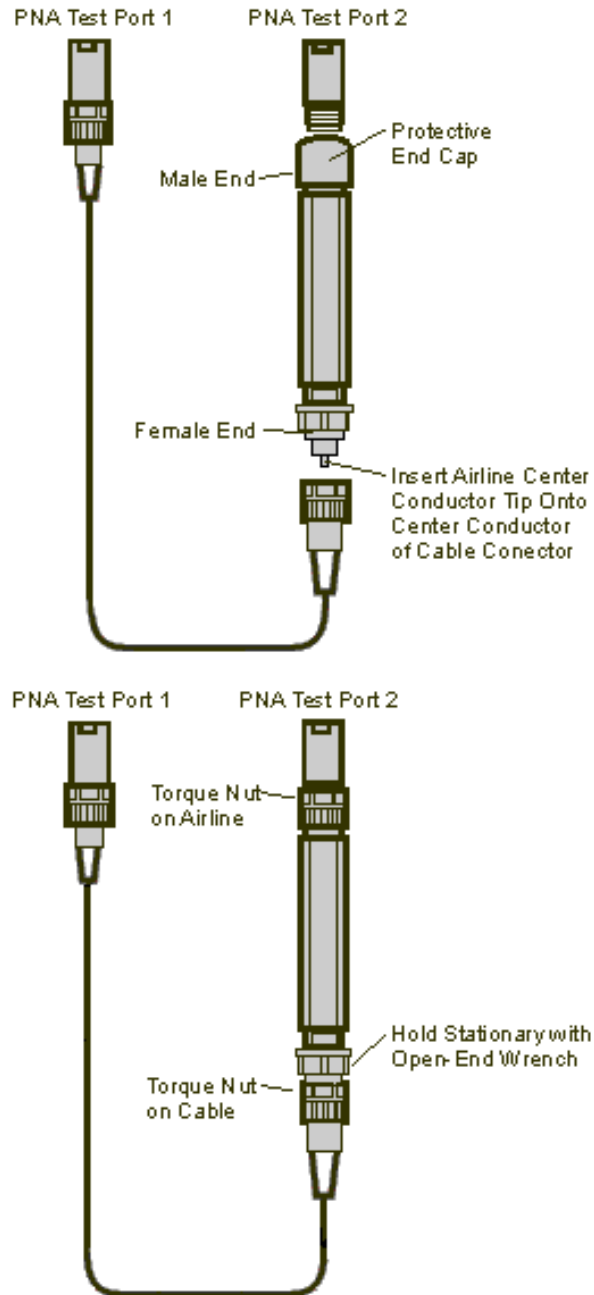 PNA Test Port 1
PNA Test Port 2
Protective
End Cap
Male End
Female End
Insert Airline Center
Conductor Tip Onto
Center Conductor
of Cable Conector
PNA Test Port 1
PNA Test Port 2
Torque Nut
on Airline
Hold Stationary with
Open-End Wrench
Torque Nut
on Cable